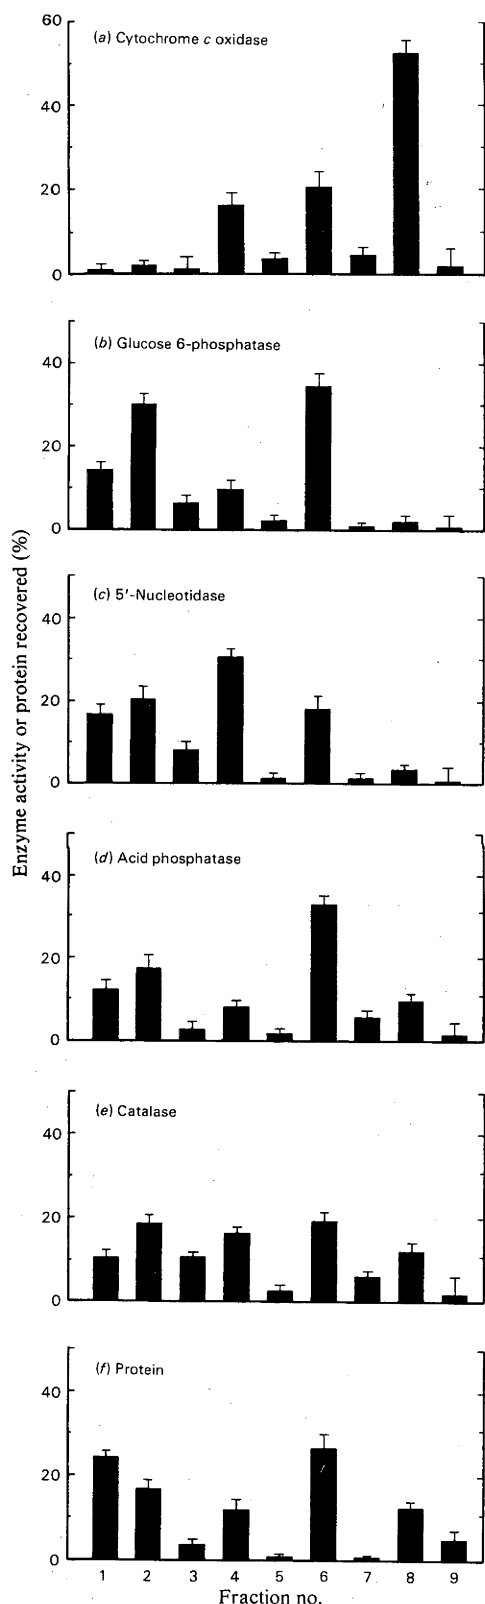 Enzyme activity or protein recovered (%)
(a) Cytochrome c oxidase
60
40
20
0
(b) Glucose 6-phosphatase
40
20
0
(c) 5′-Nucleotidase
40
20
0
(d) Acid phosphatase
40
20
0
(e) Catalase
40
20
0
(f) Protein
40
20
0
1 2 3 4 5 6 7 8 9
Fraction no.